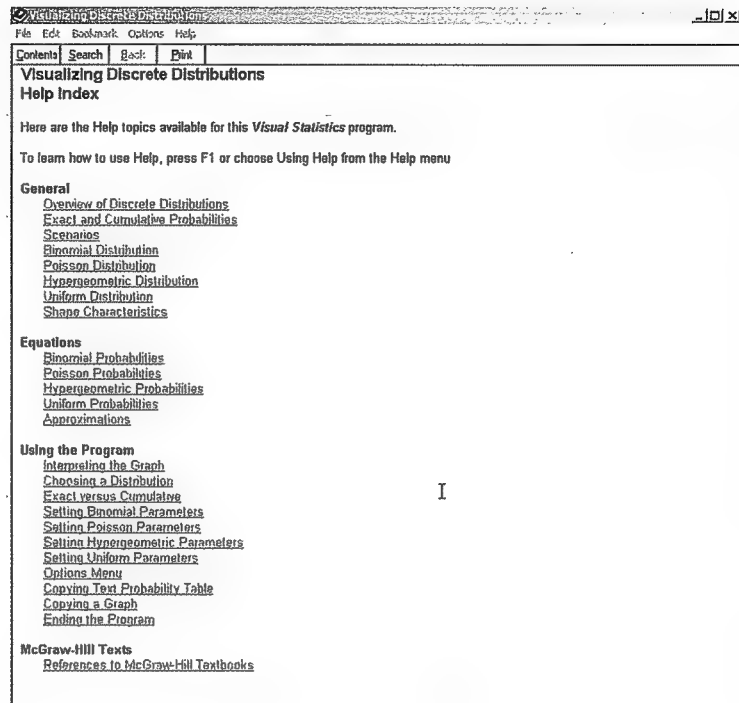 Visualizing Discrete Distributions
File Edit Bookmark Options Help
Contents Search Back Print
Visualizing Discrete Distributions
Help Index
Here are the Help topics available for this Visual Statistics program.
To learn how to use Help, press F1 or choose Using Help from the Help menu
General
Overview of Discrete Distributions
Exact and Cumulative Probabilities
Scenarios
Binomial Distribution
Poisson Distribution
Hypergeometric Distribution
Uniform Distribution
Shape Characteristics
Equations
Binomial Probabilities
Poisson Probabilities
Hypergeometric Probabilities
Uniform Probabilities
Approximations
Using the Program
Interpreting the Graph
Choosing a Distribution
Exact versus Cumulative
Setting Binomial Parameters
Setting Poisson Parameters
Setting Hypergeometric Parameters
Setting Uniform Parameters
Options Menu
Copying Text Probability Table
Copying a Graph
Ending the Program
McGraw-Hill Texts
References to McGraw-Hill Textbooks